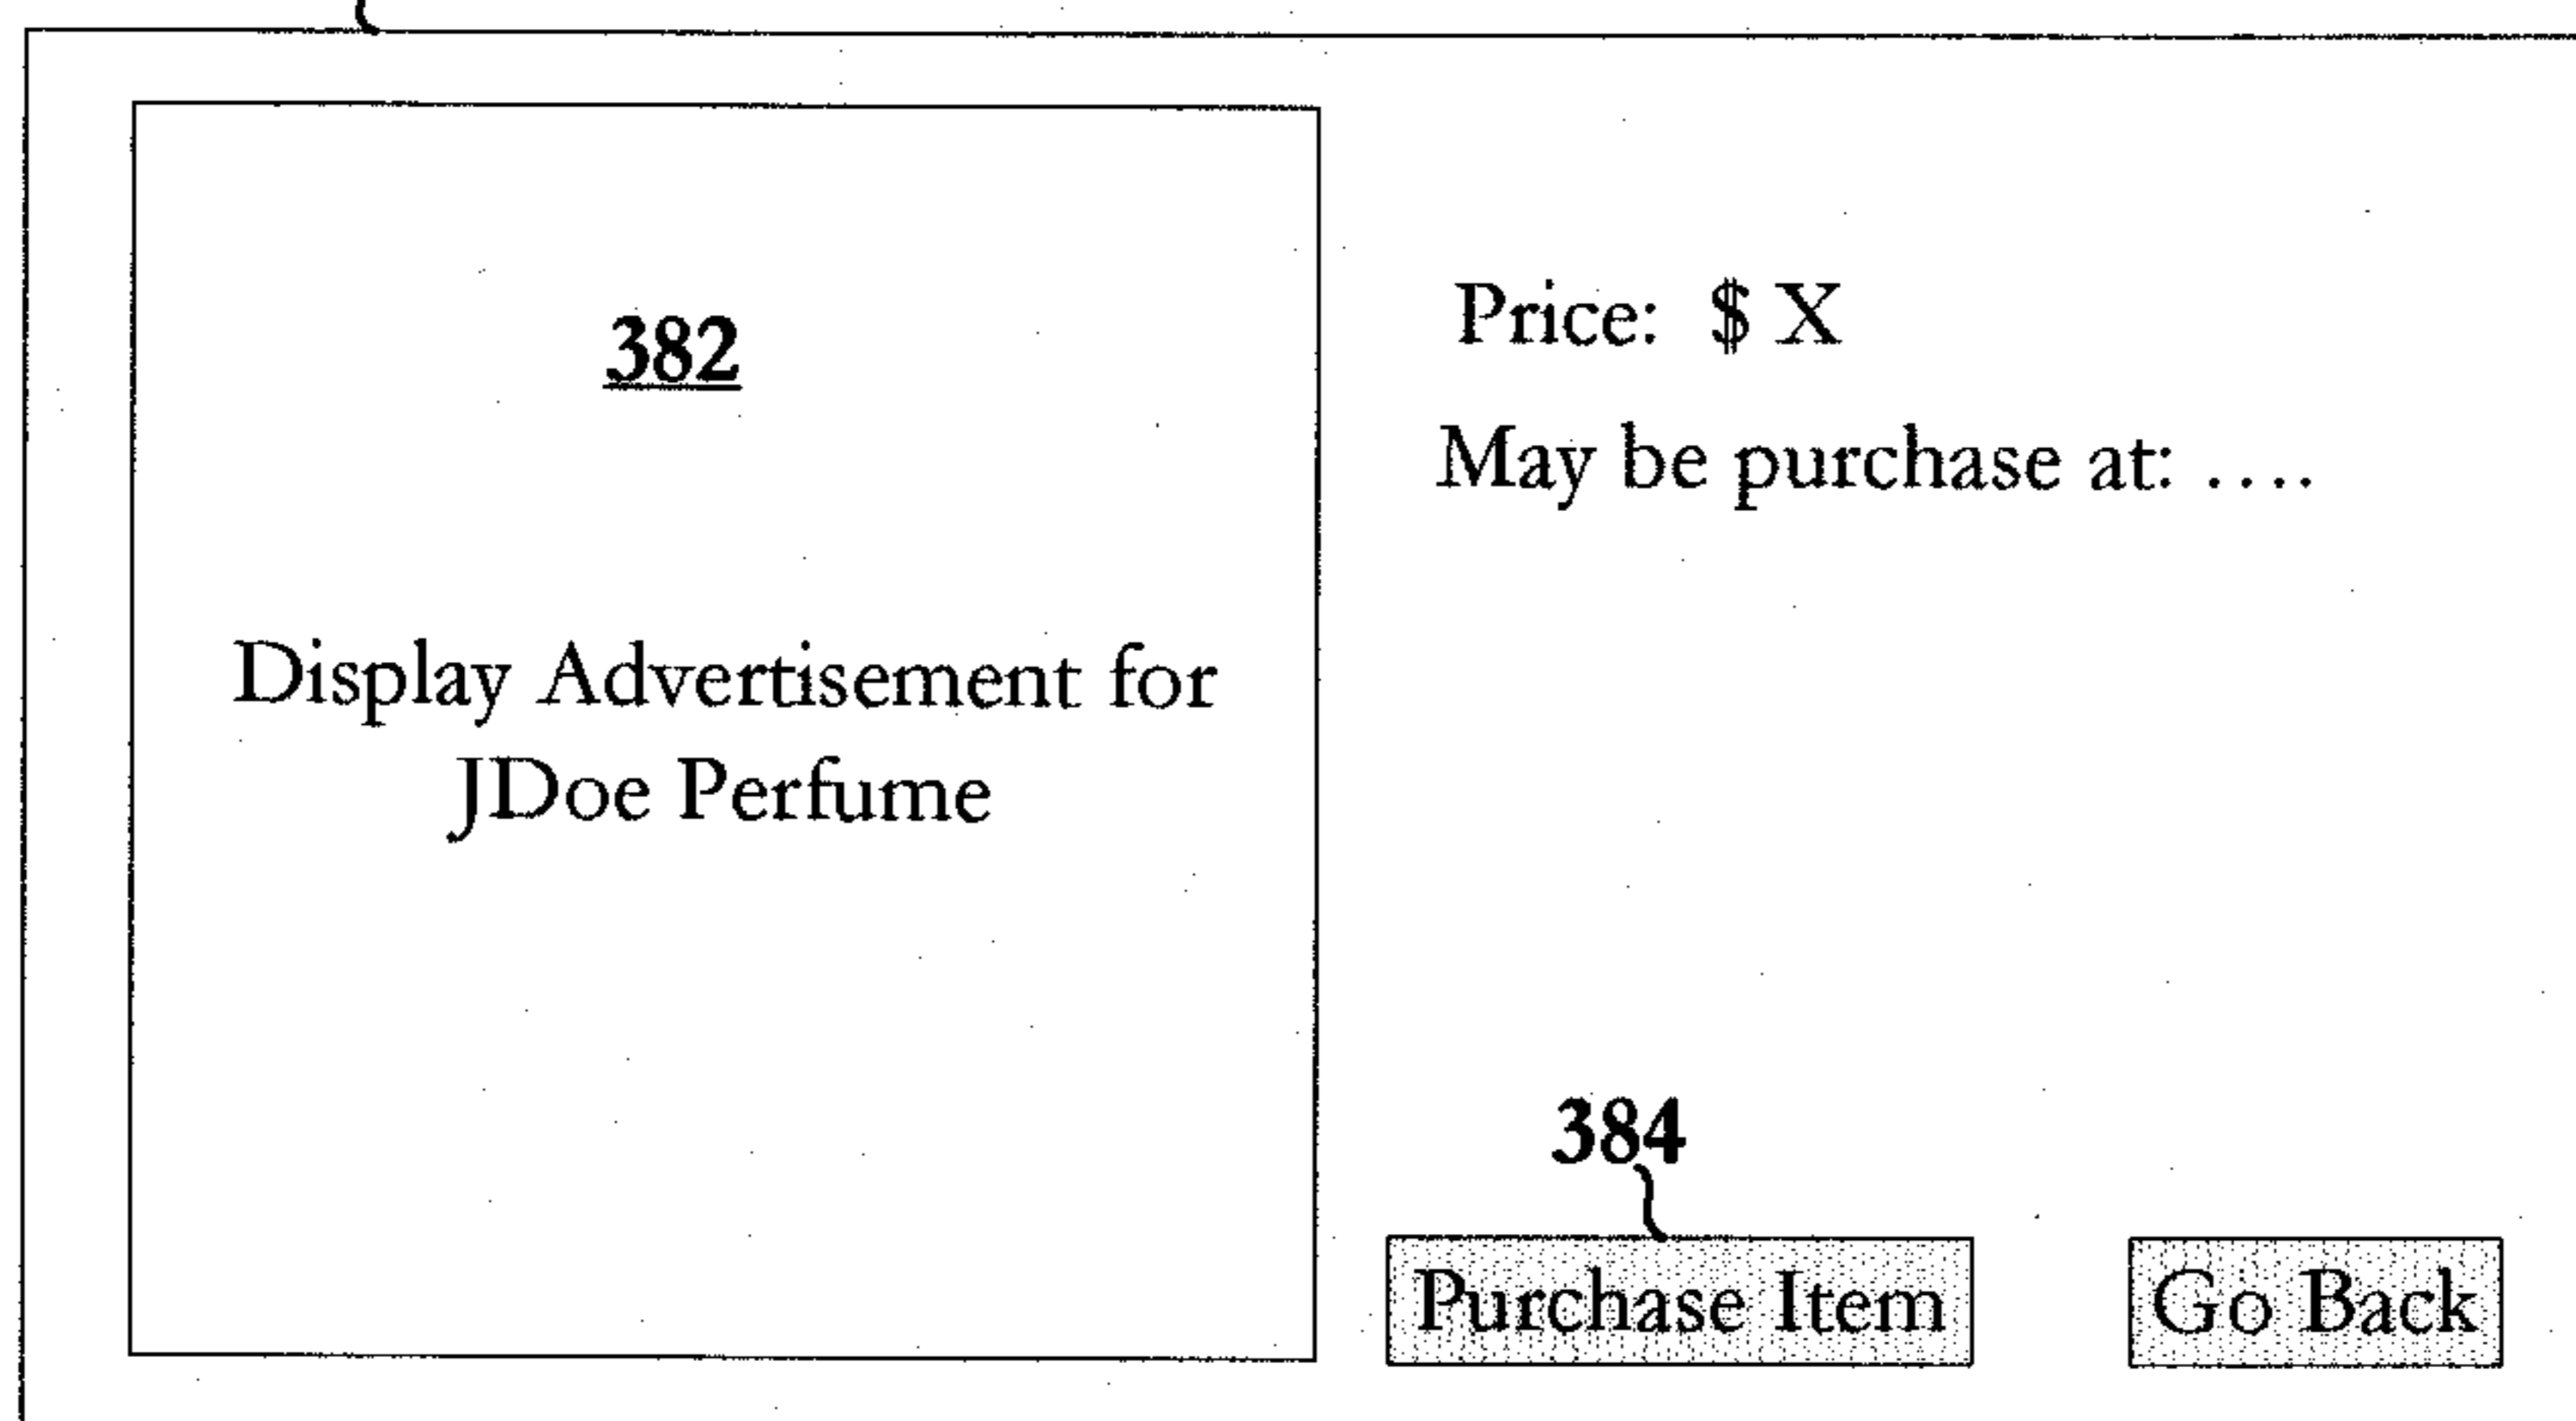 382
Display Advertisement for
JDoe Perfume
Price: $ X
May be purchase at: ....
384
Purchase Item
Go Back